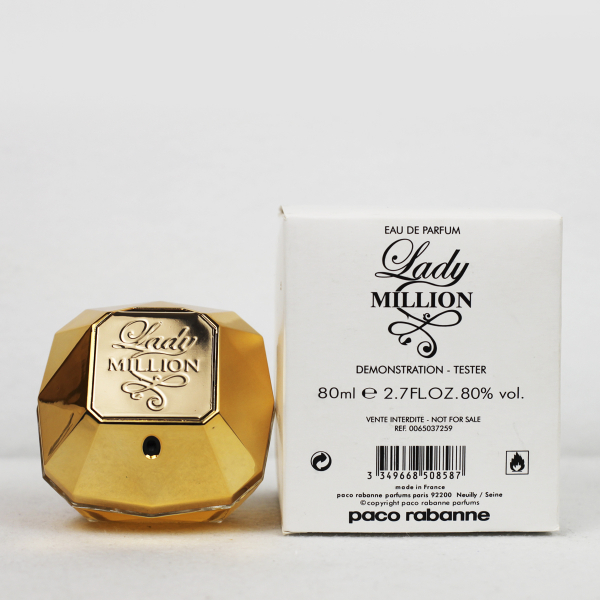 Lady
MILLION
EAU DE PARFUM
Lady
MILLION
DEMONSTRATION - TESTER
80ml ℮ 2.7FLOZ.80% vol.
VENTE INTERDITE - NOT FOR SALE
REF. 0065037259
3 349668 508587
made in France
paco rabanne parfums paris 92200 Neuilly / Seine
©copyright paco rabanne parfums
paco rabanne